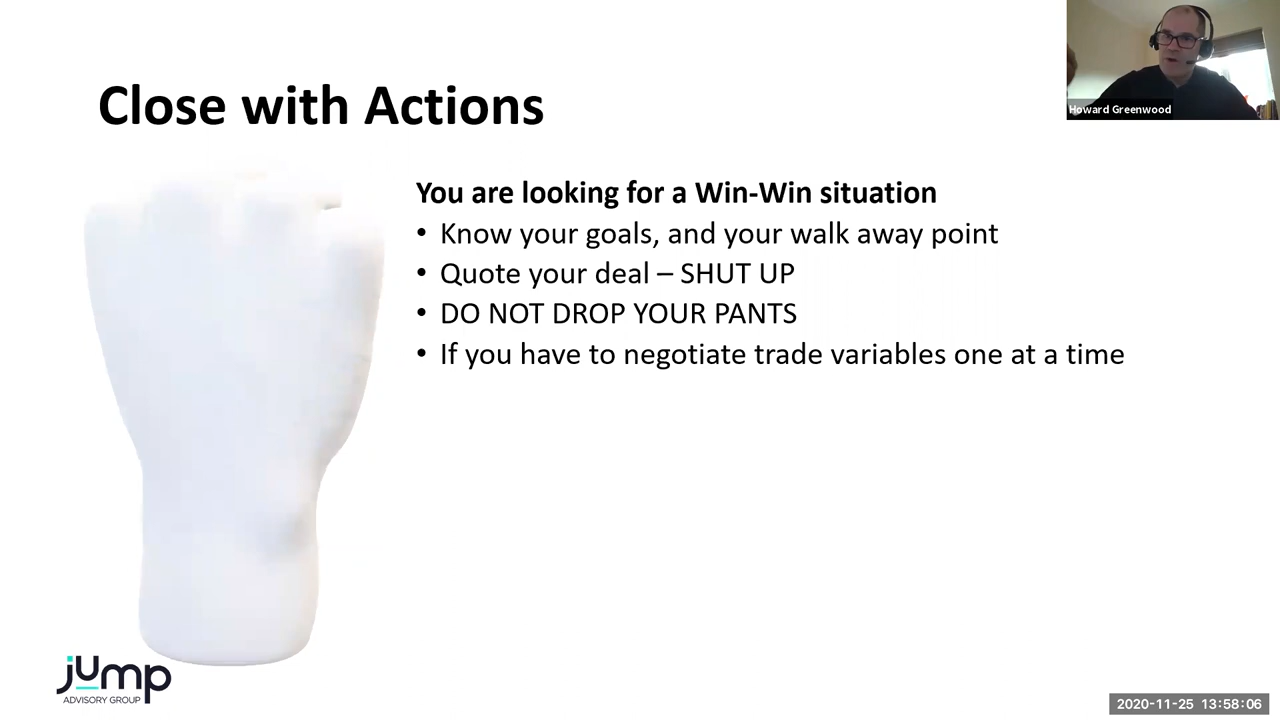 Howard Greenwood
Close with Actions
You are looking for a Win-Win situation
• Know your goals, and your walk away point
• Quote your deal – SHUT UP
• DO NOT DROP YOUR PANTS
• If you have to negotiate trade variables one at a time
jump
ADVISORY GROUP
2020-11-25 13:58:06